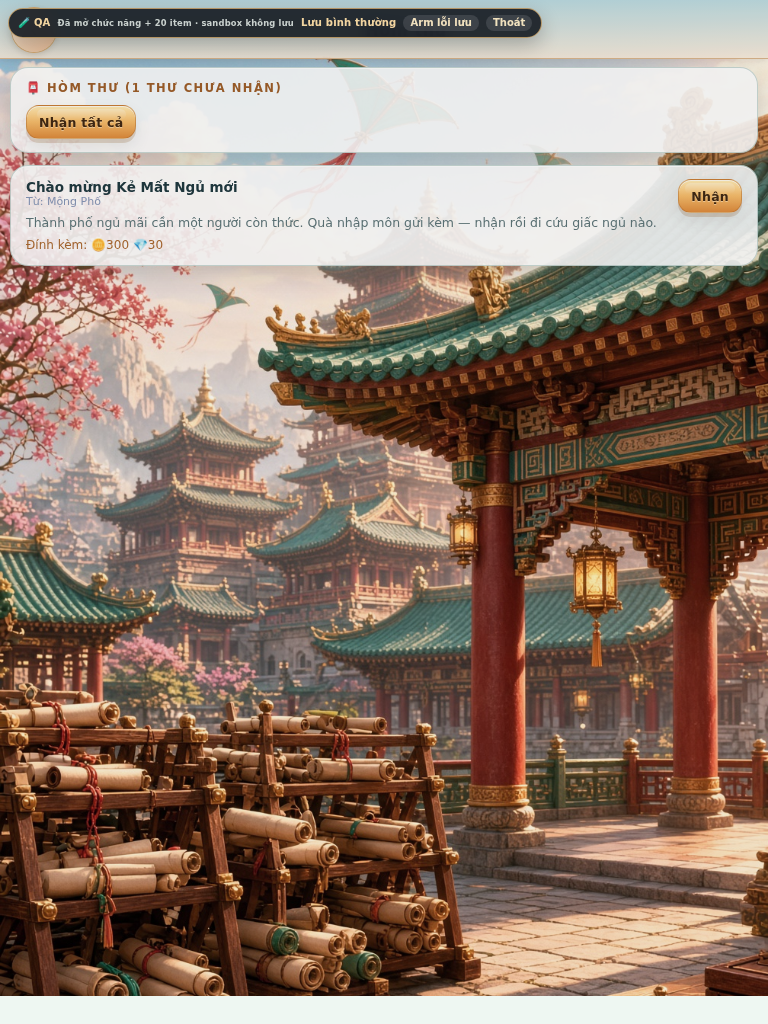 🧪 QA Đã mở chức năng + 20 item · sandbox không lưu Lưu bình thường Arm lỗi lưu Thoát
📮 HÒM THƯ (1 THƯ CHƯA NHẬN)
Nhận tất cả
Chào mừng Kẻ Mất Ngủ mới
Từ: Mộng Phố
Thành phố ngủ mãi cần một người còn thức. Quà nhập môn gửi kèm — nhận rồi đi cứu giấc ngủ nào.
Đính kèm: 🪙300 💎30
Nhận